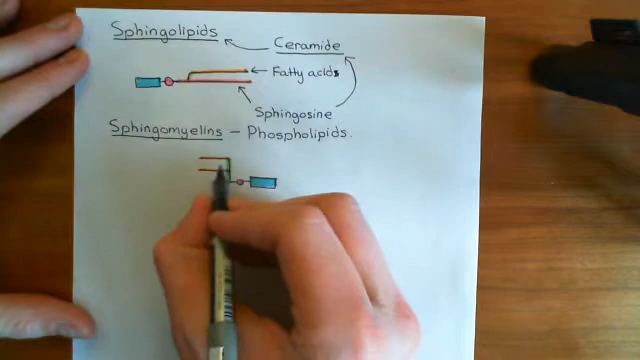 Sphingolipids
Ceramide
Fatty acids
Sphingosine
Sphingomyelins - Phospholipids.